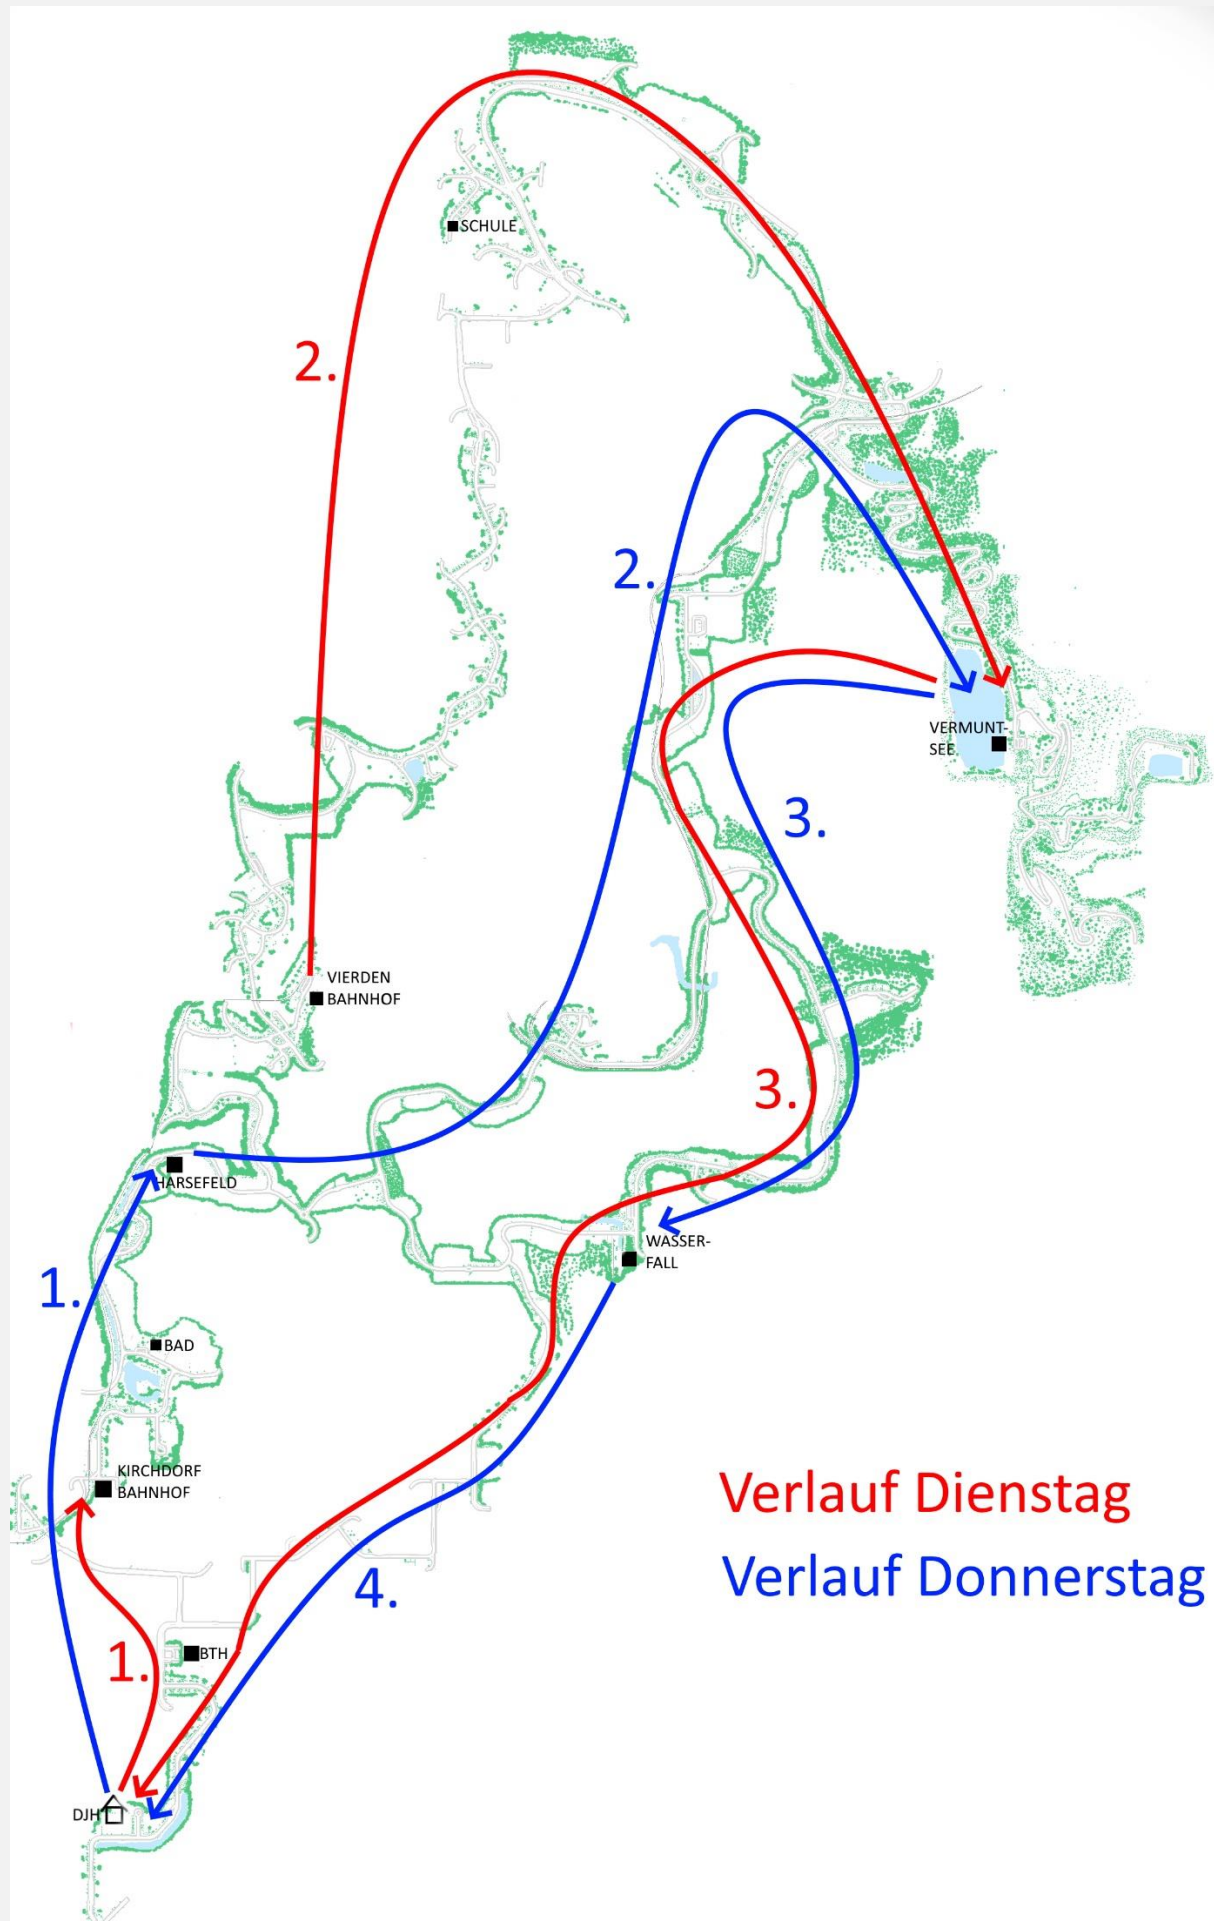 SCHULE
2.
2.
VERMUNT-
SEE
3.
VIERDEN
BAHNHOF
3.
HARSEFELD
WASSER-
FALL
1.
BAD
KIRCHDORF
BAHNHOF
Verlauf Dienstag
Verlauf Donnerstag
4.
BTH
1.
DJH